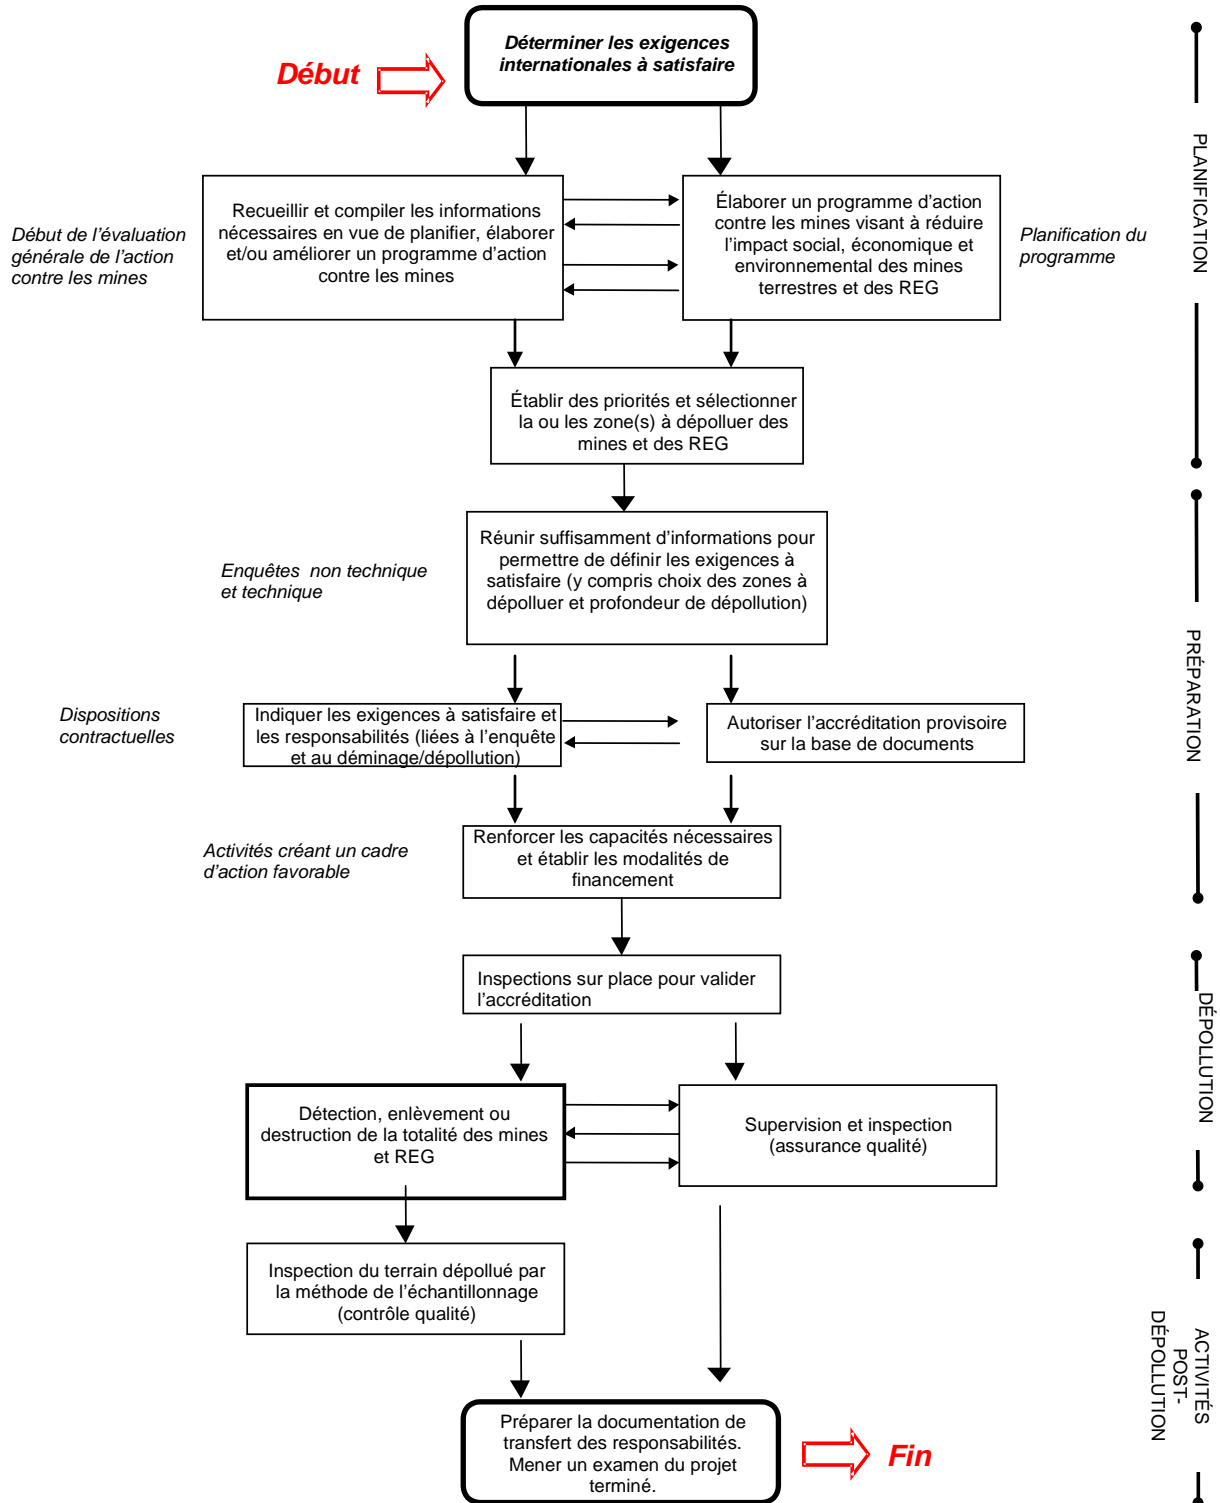 Déterminer les exigences
internationales à satisfaire
Début
Recueillir et compiler les informations
nécessaires en vue de planifier, élaborer
et/ou améliorer un programme d’action
contre les mines
Élaborer un programme d’action
contre les mines visant à réduire
l’impact social, économique et
environnemental des mines
terrestres et des REG
Début de l’évaluation
générale de l’action
contre les mines
Planification du
programme
PLANIFICATION
Établir des priorités et sélectionner
la ou les zone(s) à dépolluer des
mines et des REG
Réunir suffisamment d’informations pour
permettre de définir les exigences à
satisfaire (y compris choix des zones à
dépolluer et profondeur de dépollution)
Enquêtes non technique
et technique
PRÉPARATION
Dispositions
contractuelles
Indiquer les exigences à satisfaire et
les responsabilités (liées à l’enquête
et au déminage/dépollution)
Autoriser l’accréditation provisoire
sur la base de documents
Activités créant un cadre
d’action favorable
Renforcer les capacités nécessaires
et établir les modalités de
financement
Inspections sur place pour valider
l’accréditation
DÉPOLLUTION
Détection, enlèvement ou
destruction de la totalité des mines
et REG
Supervision et inspection
(assurance qualité)
Inspection du terrain dépollué par
la méthode de l’échantillonnage
(contrôle qualité)
ACTIVITÉS
POST-
DÉPOLLUTION
Préparer la documentation de
transfert des responsabilités.
Mener un examen du projet
terminé.
Fin